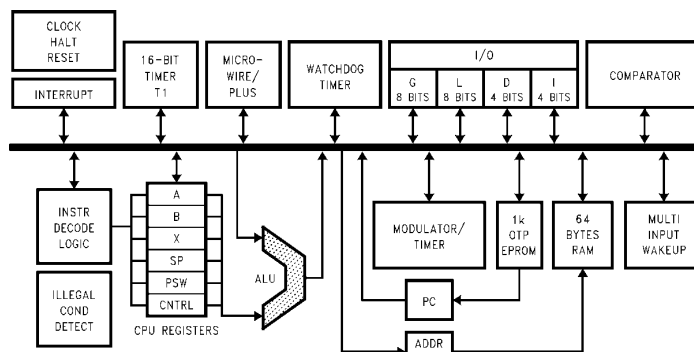 CLOCK
HALT
RESET
INTERRUPT
16-BIT
TIMER
T1
MICRO-
WIRE/
PLUS
WATCHDOG
TIMER
I/O
G
8 BITS
L
8 BITS
D
4 BITS
I
4 BITS
COMPARATOR
INSTR
DECODE
LOGIC
ILLEGAL
COND
DETECT
A
B
X
SP
PSW
CNTRL
CPU REGISTERS
ALU
MODULATOR/
TIMER
1k
OTP
EPROM
64
BYTES
RAM
MULTI
INPUT
WAKEUP
PC
ADDR